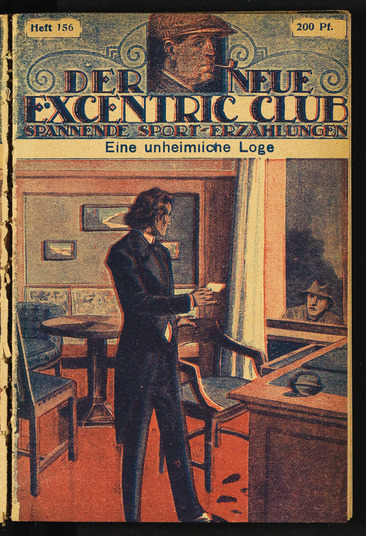 Heft 156
200 Pf.
DER NEUE
EXCENTRIC CLUB
SPANNENDE SPORT-ERZÄHLUNGEN
Eine unheimliche Loge